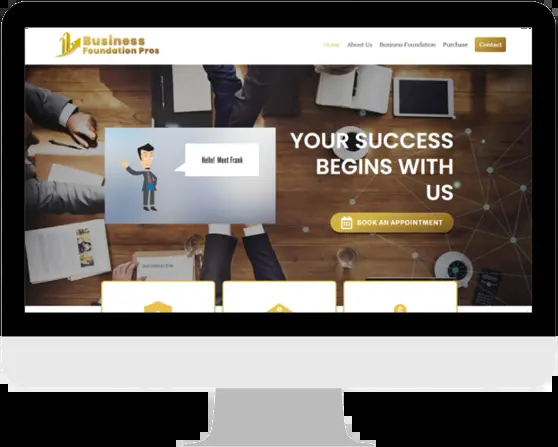 Business
Foundation Pros
Home
About Us
Business-Foundation
Purchase
Contact
Hello! Meet Frank
YOUR SUCCESS
BEGINS WITH
US
BOOK AN APPOINTMENT